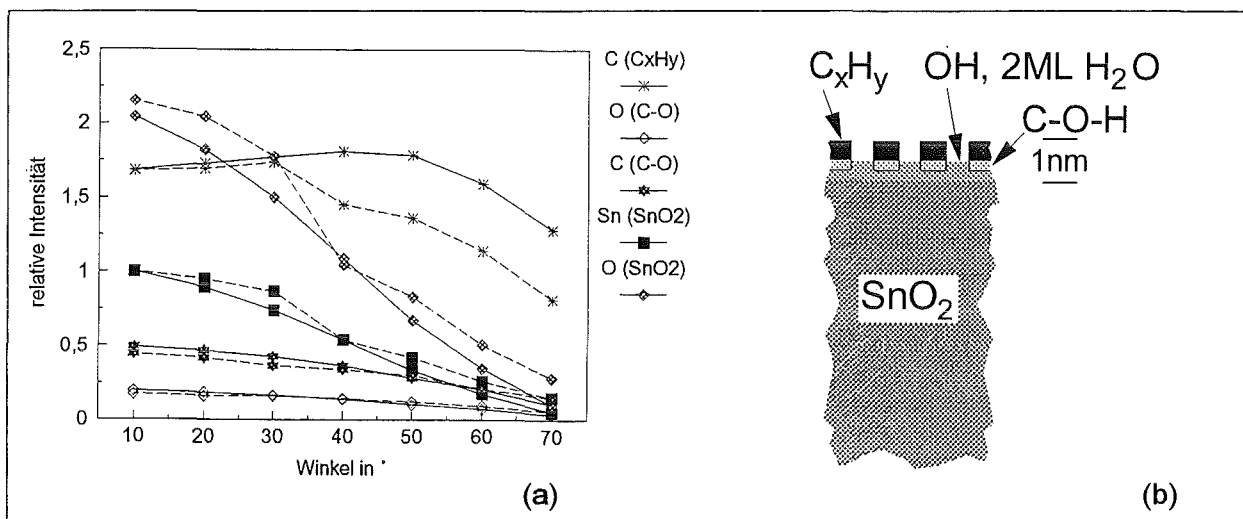 2,5
2
1,5
1
0,5
0
relative Intensität
10 20 30 40 50 60 70
Winkel in °
(a)
C (CxHy)
O (C-O)
C (C-O)
Sn (SnO2)
O (SnO2)
CxHy OH, 2ML H2O
C-O-H
1nm
SnO2
(b)